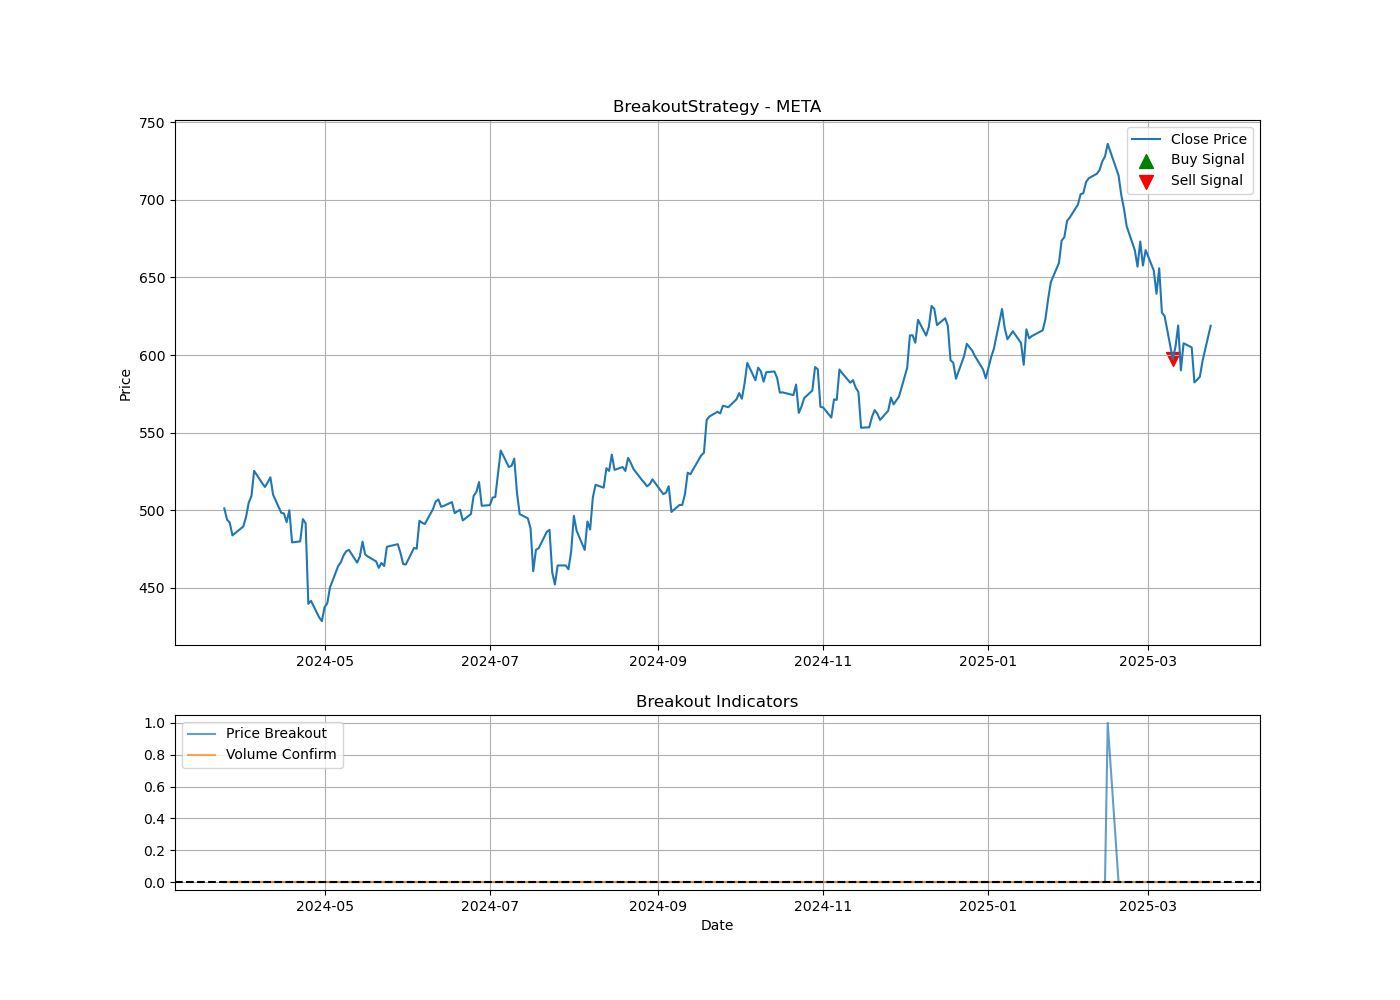 BreakoutStrategy - META
Price
750
700
650
600
550
500
450
Close Price
Buy Signal
Sell Signal
2024-05 2024-07 2024-09 2024-11 2025-01 2025-03
Breakout Indicators
1.0
0.8
0.6
0.4
0.2
0.0
Price Breakout
Volume Confirm
2024-05 2024-07 2024-09 2024-11 2025-01 2025-03
Date